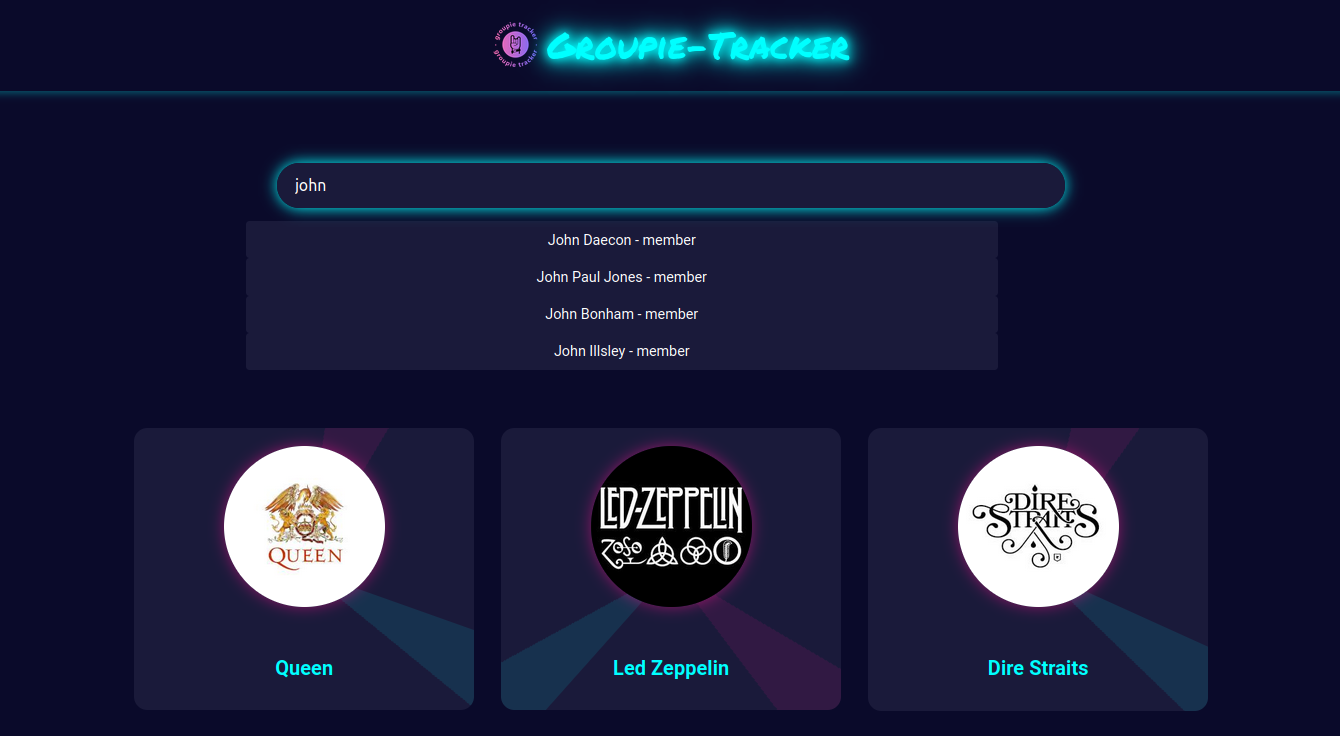 groupie tracker
groupie tracker
Groupie-Tracker
john
John Daecon - member
John Paul Jones - member
John Bonham - member
John Illsley - member
QUEEN
LED-ZEPPELIN
ZOSO
DIRE
STRAITS
Queen
Led Zeppelin
Dire Straits